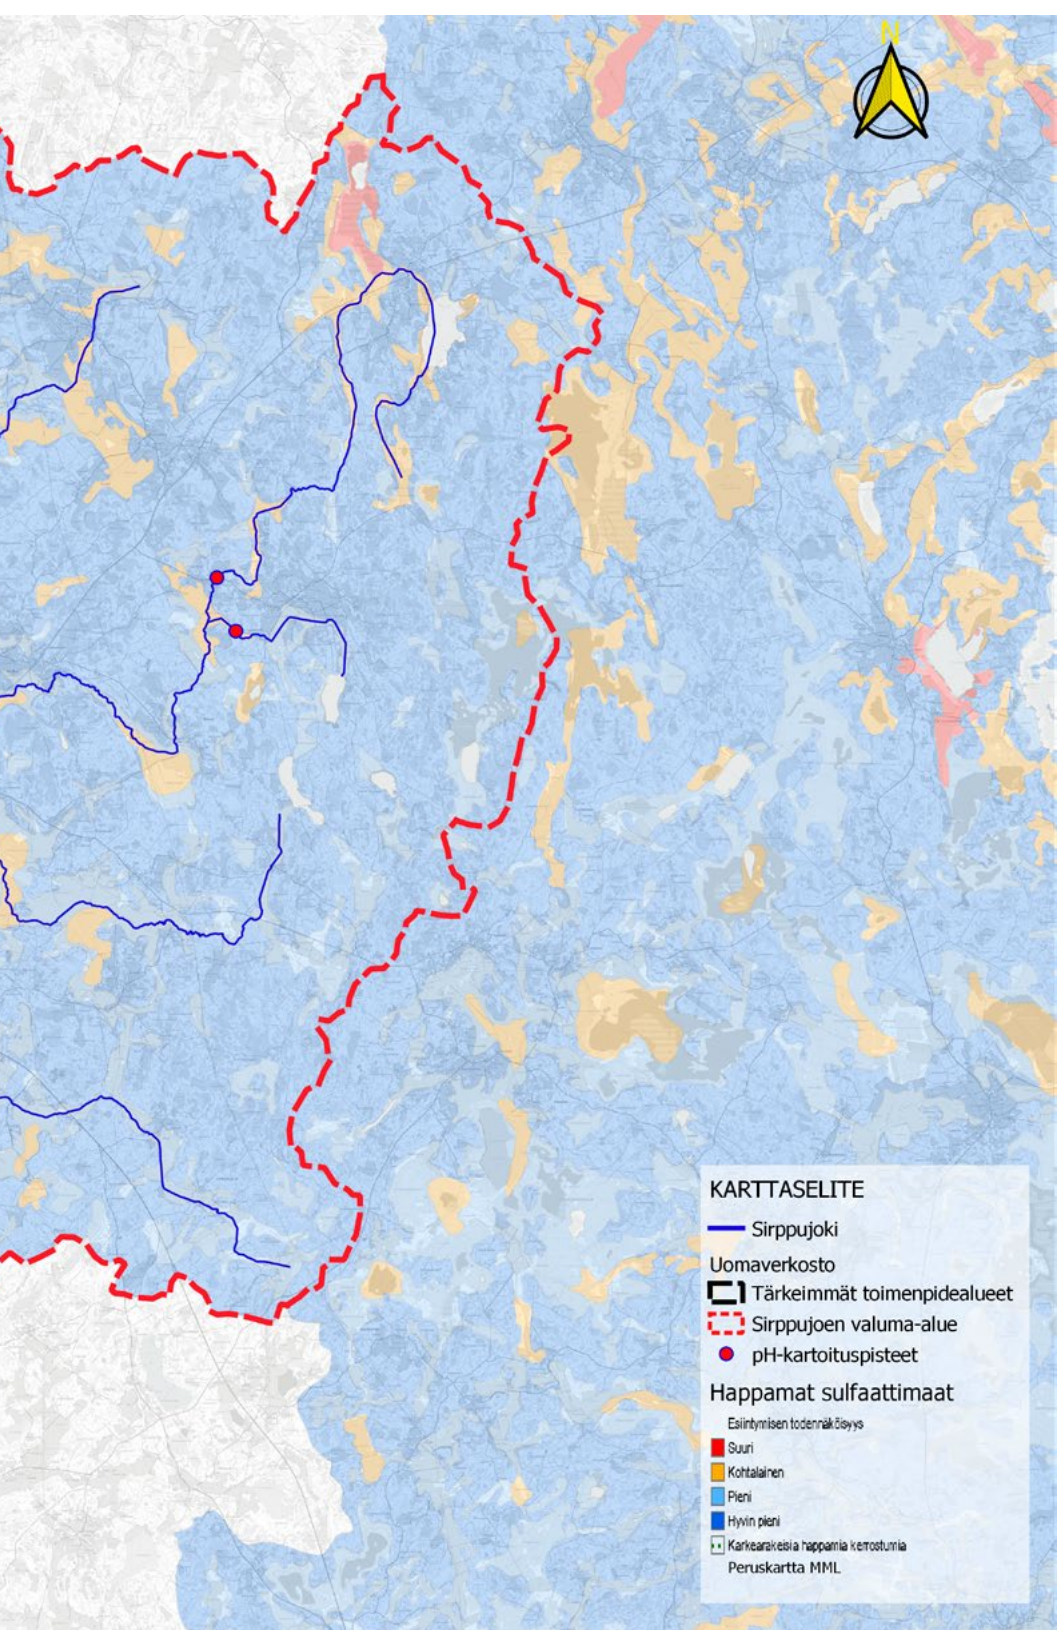 N
KARTTASELITE
Sirppujoki
Uomaverkosto
Tärkeimmät toimenpidealueet
Sirppujoen valuma-alue
pH-kartoituspisteet
Happamat sulfaattimaat
Esiintymisen todennäköisyys
Suuri
Kohtalainen
Pieni
Hyvin pieni
Karkearakeisia happamia kerrostumia
Peruskartta MML